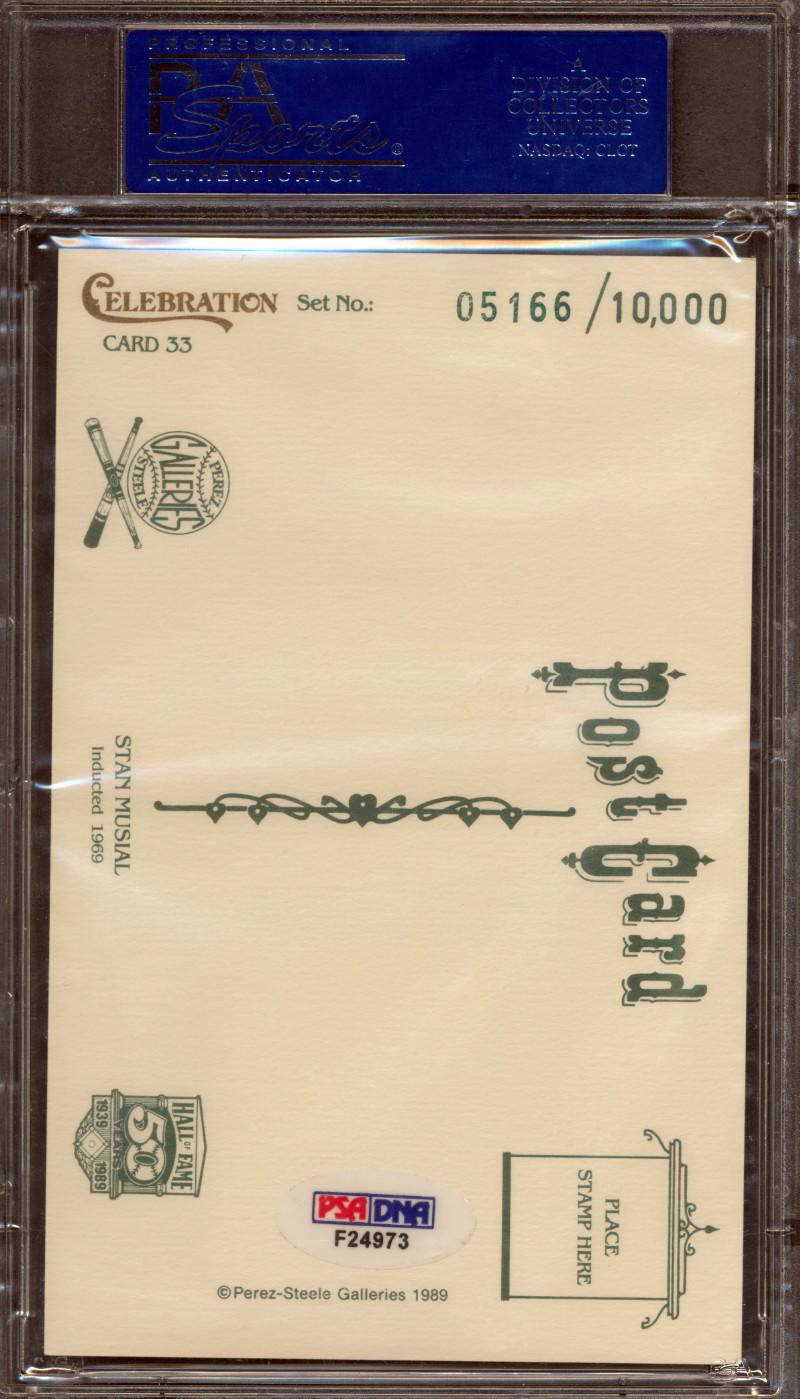 PROFESSIONAL
PSA
Sports®
AUTHENTICATOR
A
DIVISION OF
COLLECTORS
UNIVERSE
NASDAQ: CLCT
CELEBRATION Set No.: 05166/10,000
CARD 33
PEREZ
GALLERIES
STEELE
Post Card
STAN MUSIAL
Inducted 1969
HALL OF FAME
50
YEARS
1939 1989
PLACE
STAMP HERE
PSA DNA
F24973
©Perez-Steele Galleries 1989